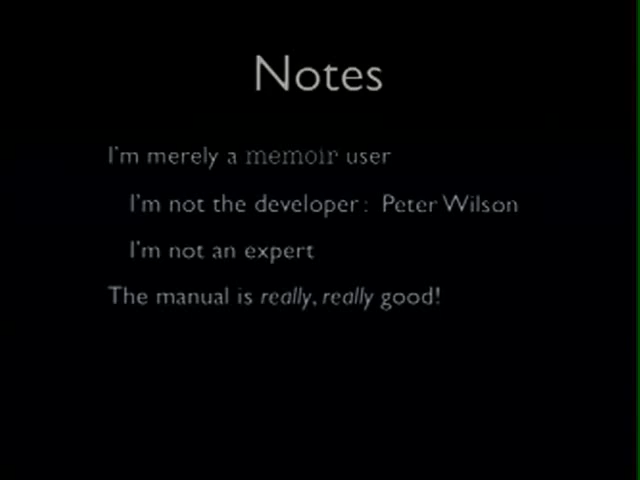 Notes
I'm merely a memoir user
I'm not the developer: Peter Wilson
I'm not an expert
The manual is really, really good!